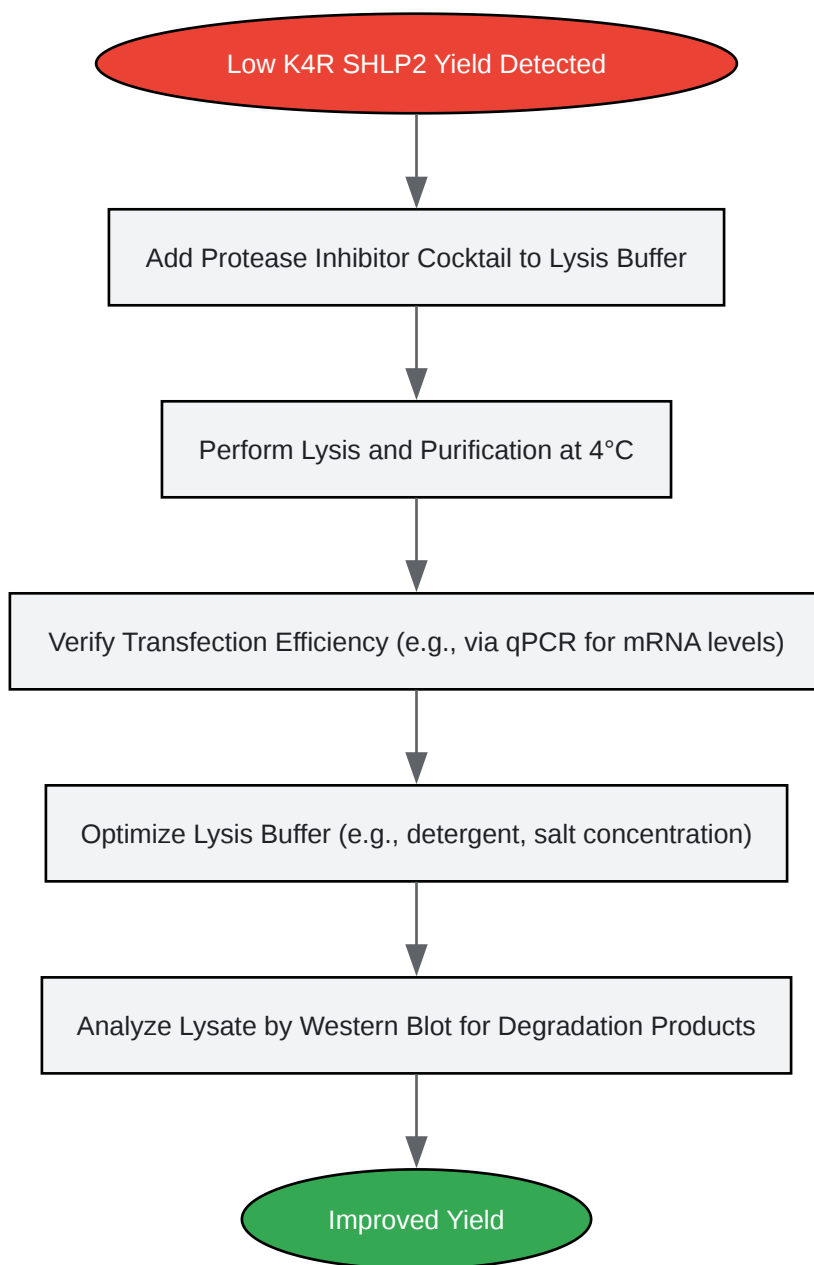 Low K4R SHLP2 Yield Detected
Add Protease Inhibitor Cocktail to Lysis Buffer
Perform Lysis and Purification at 4°C
Verify Transfection Efficiency (e.g., via qPCR for mRNA levels)
Optimize Lysis Buffer (e.g., detergent, salt concentration)
Analyze Lysate by Western Blot for Degradation Products
Improved Yield